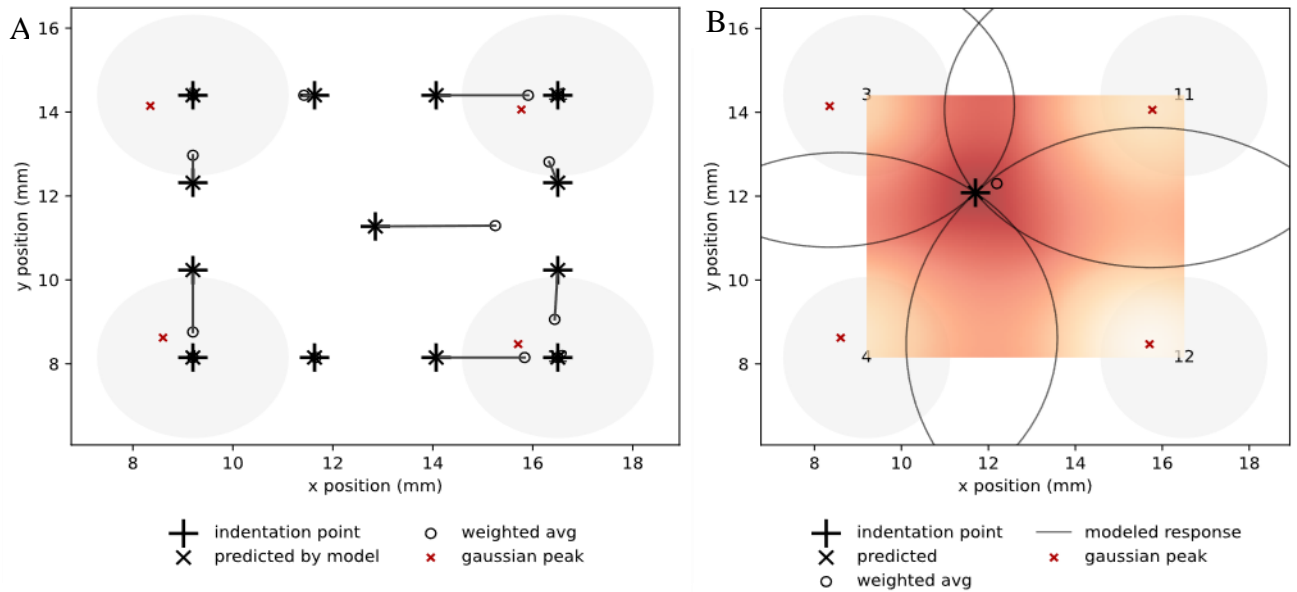 A
16
14
12
10
8
y position (mm)
8 10 12 14 16 18
x position (mm)
indentation point
predicted by model
weighted avg
gaussian peak
B
16
14
12
10
8
y position (mm)
3
11
4
12
8 10 12 14 16 18
x position (mm)
indentation point
predicted
weighted avg
modeled response
gaussian peak